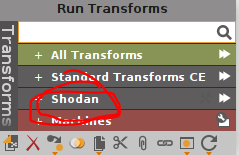 Run Transforms
Transforms
+ All Transforms
+ Standard Transforms CE
+ Shodan
+ Machines